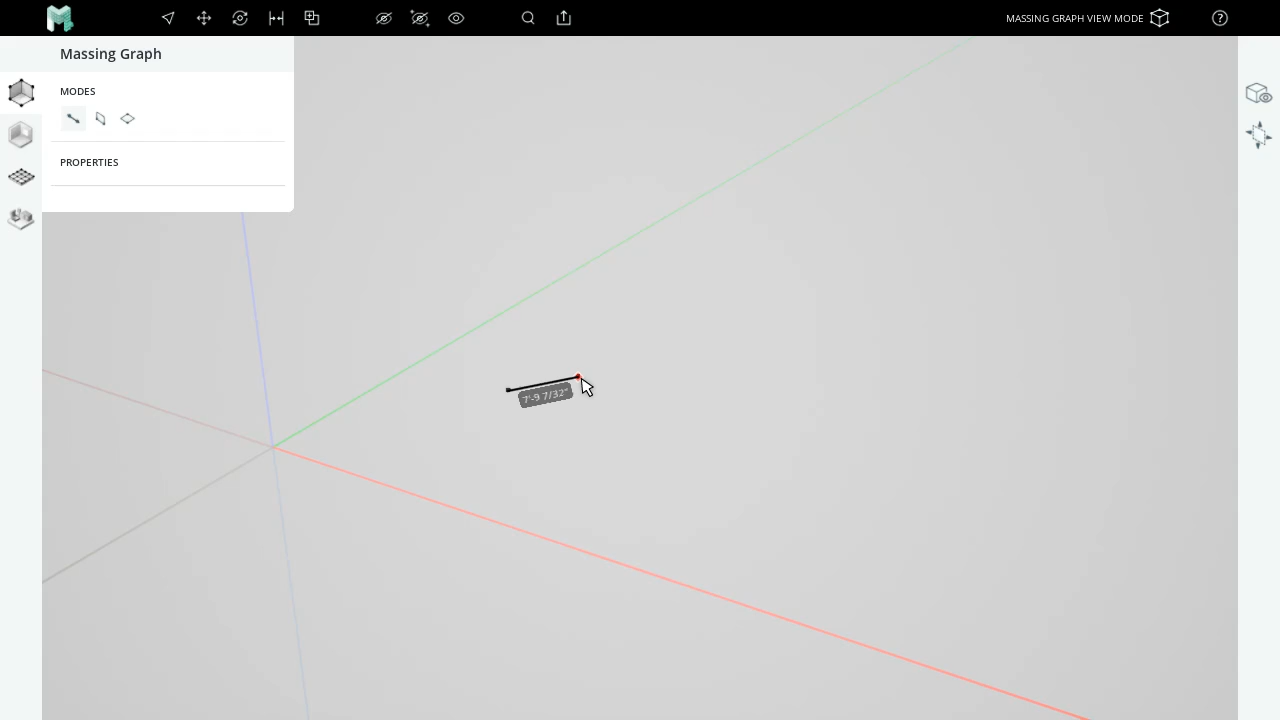 MASSING GRAPH VIEW MODE
Massing Graph
MODES
PROPERTIES
7'-9 7/32"